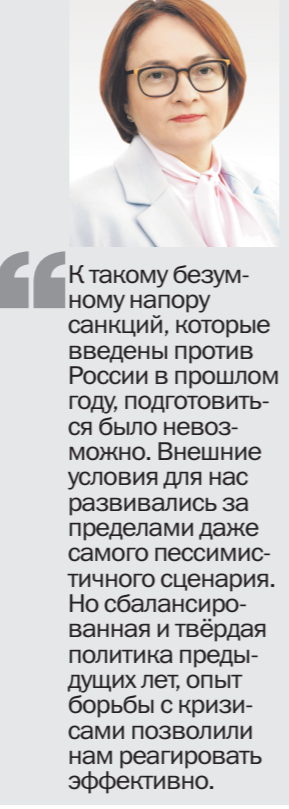 К такому безум-
ному напору
санкций, которые
введены против
России в прошлом
году, подготовить-
ся было невоз-
можно. Внешние
условия для нас
развивались за
пределами даже
самого пессимис-
тичного сценария.
Но сбалансиро-
ванная и твёрдая
политика преды-
дущих лет, опыт
борьбы с кризи-
сами позволили
нам реагировать
эффективно.